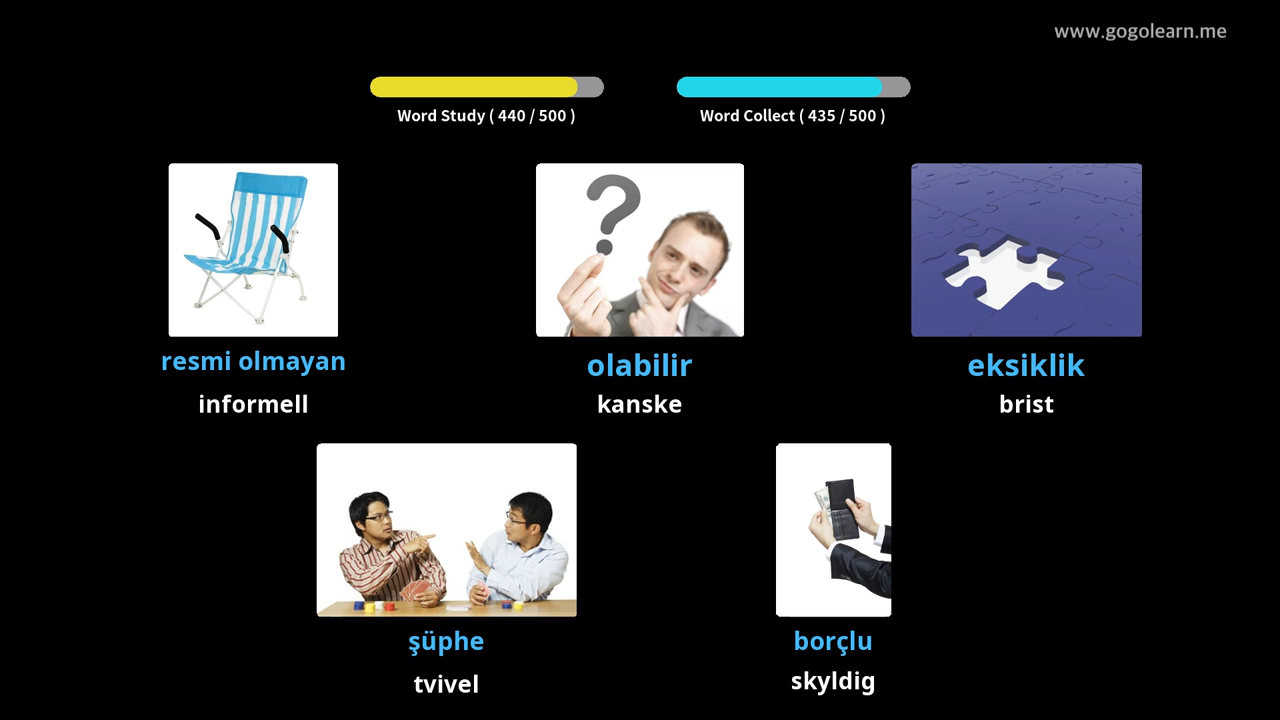 www.gogolearn.me
Word Study ( 440 / 500 )
Word Collect ( 435 / 500 )
resmi olmayan
informell
olabilir
kanske
eksiklik
brist
şüphe
tvivel
borçlu
skyldig